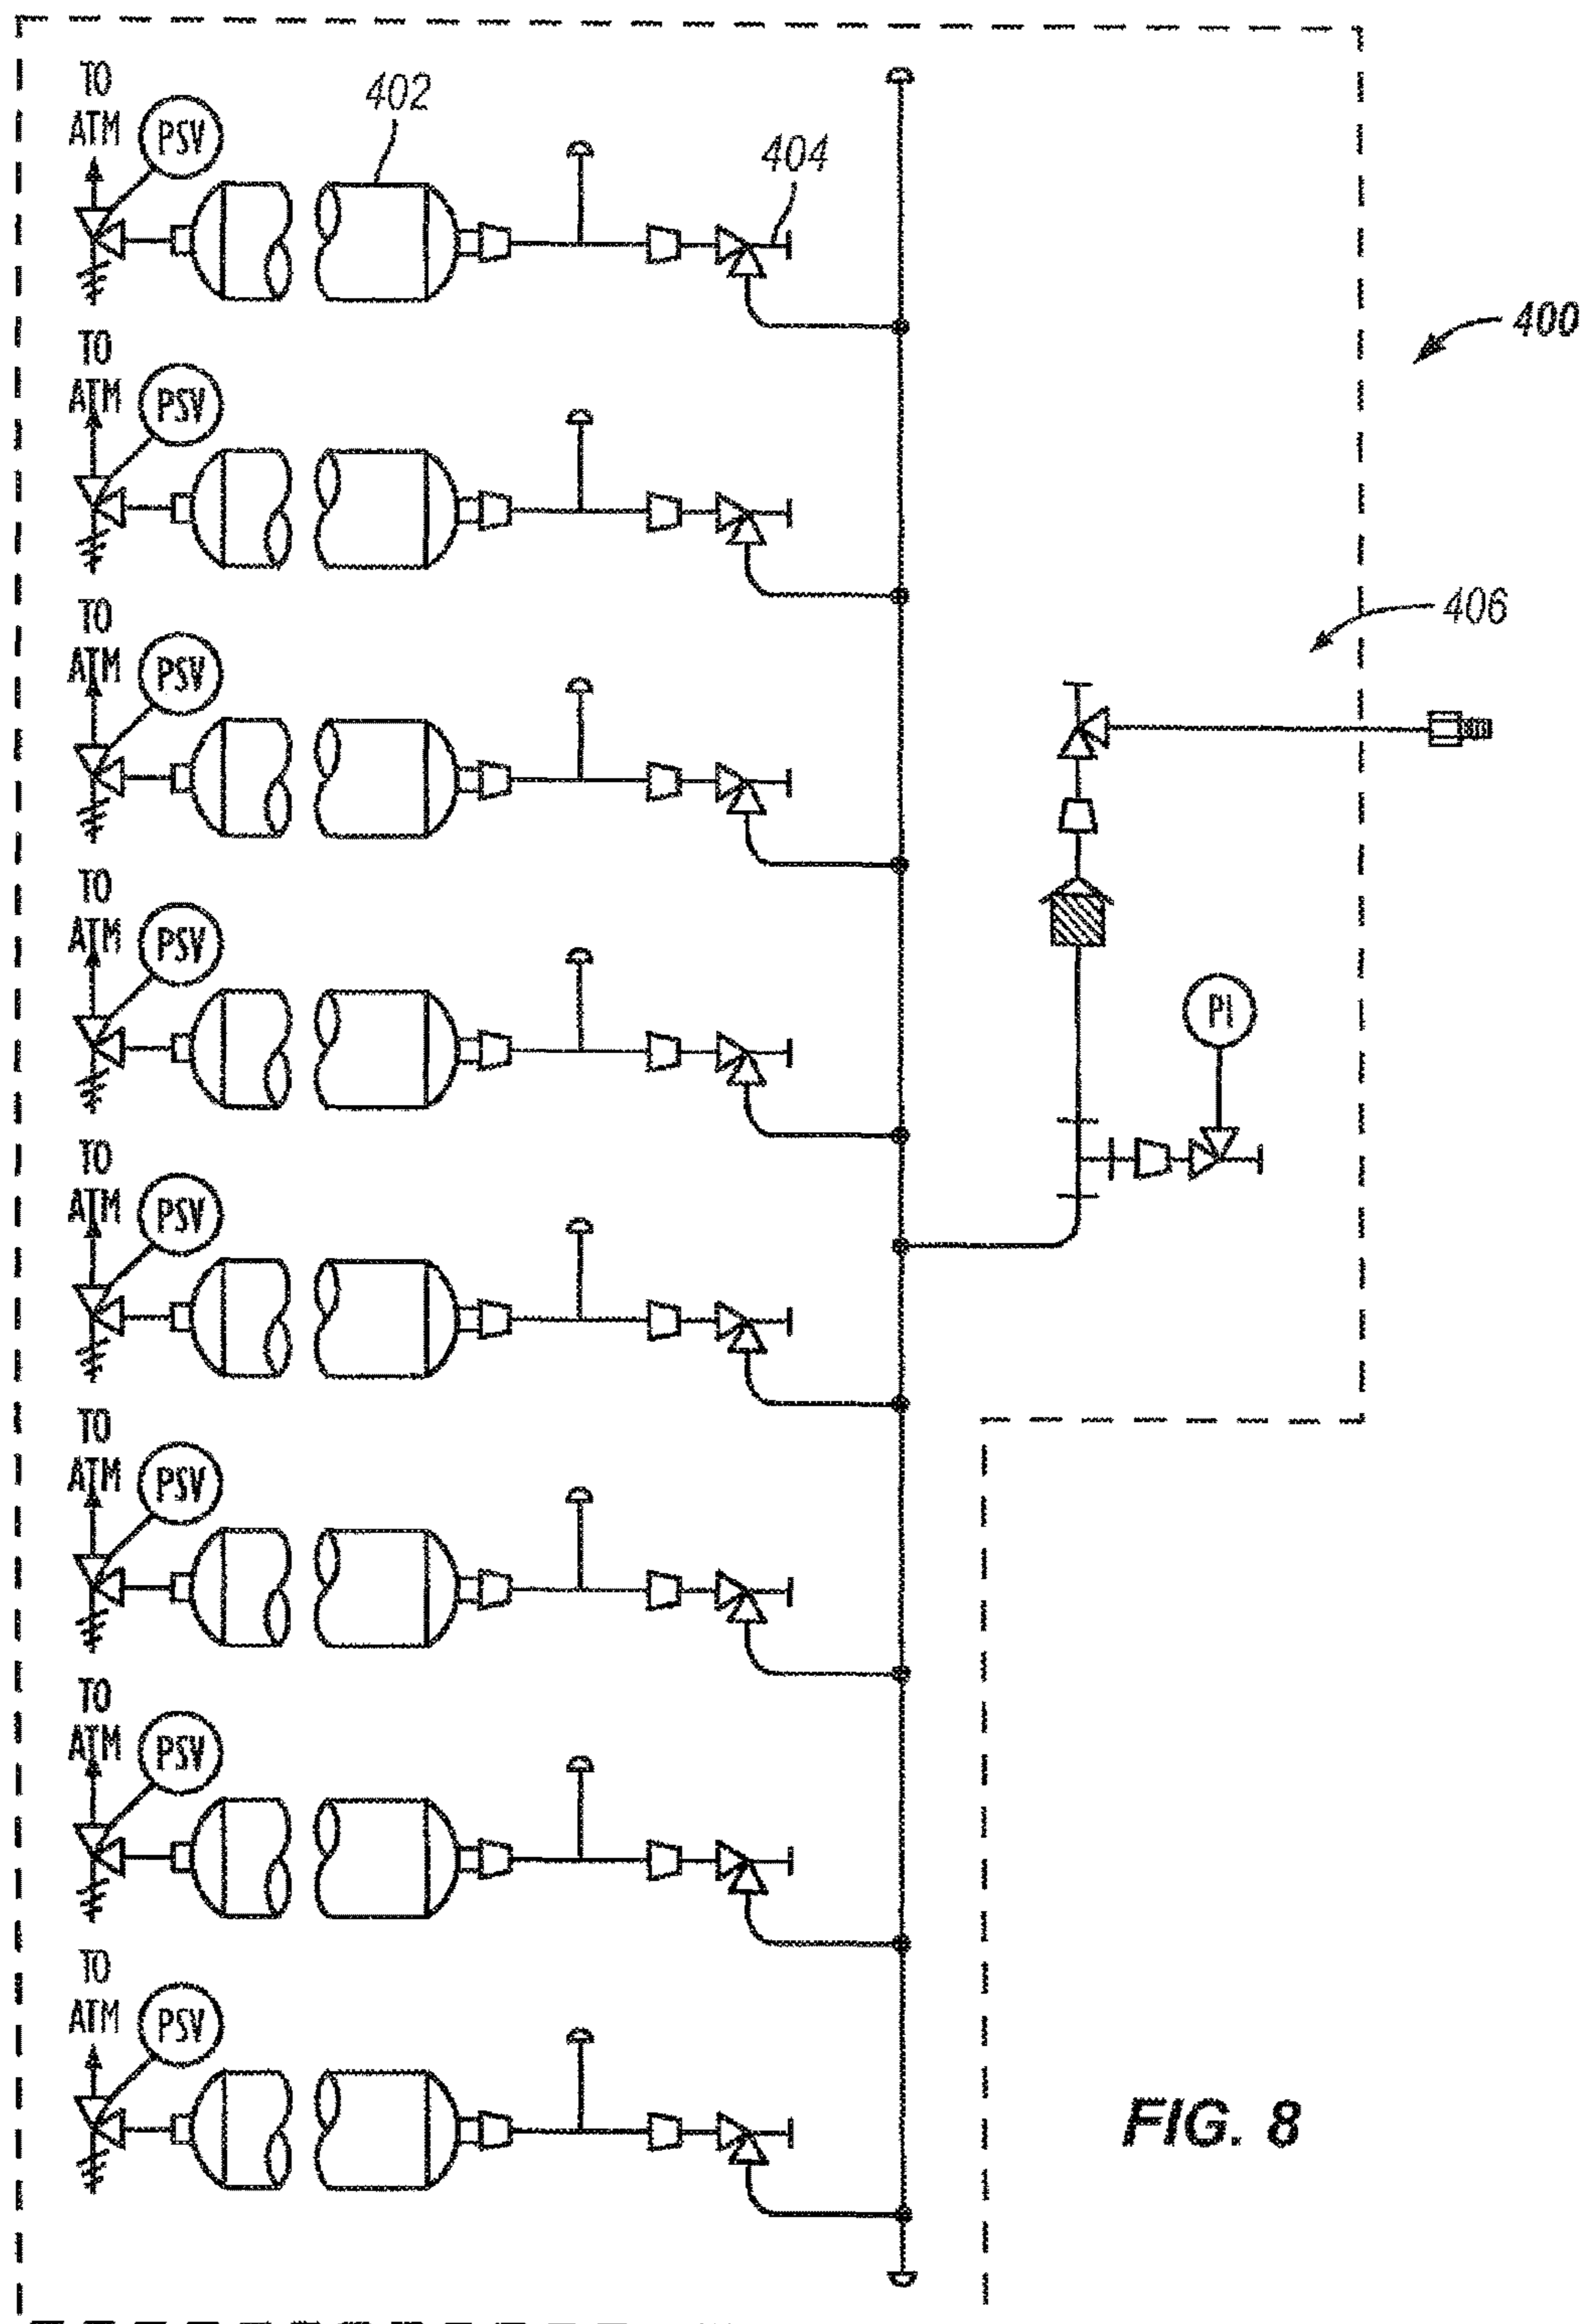 TO
ATM
PSV
402
404
TO
ATM
PSV
400
TO
ATM
PSV
406
TO
ATM
PSV
PI
TO
ATM
PSV
TO
ATM
PSV
TO
ATM
PSV
TO
ATM
PSV
FIG. 8